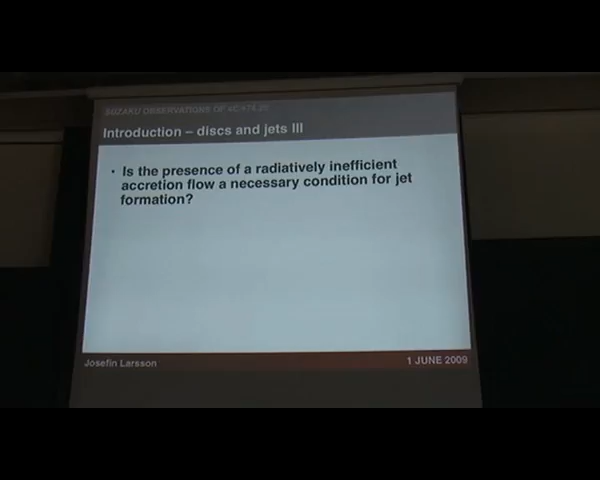 SUZAKU OBSERVATIONS OF 4C+74.26
Introduction – discs and jets III
• Is the presence of a radiatively inefficient
accretion flow a necessary condition for jet
formation?
Josefin Larsson
1 JUNE 2009